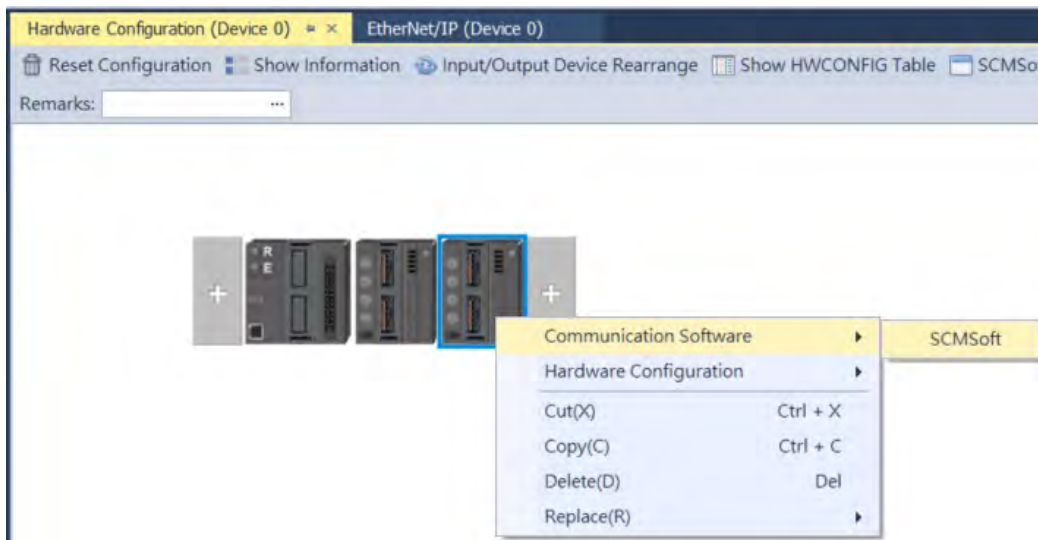 Hardware Configuration (Device 0) EtherNet/IP (Device 0)
Reset Configuration Show Information Input/Output Device Rearrange Show HWCONFIG Table SCMSo
Remarks: ...
R
E
Communication Software SCMSoft
Hardware Configuration
Cut(X) Ctrl + X
Copy(C) Ctrl + C
Delete(D) Del
Replace(R)